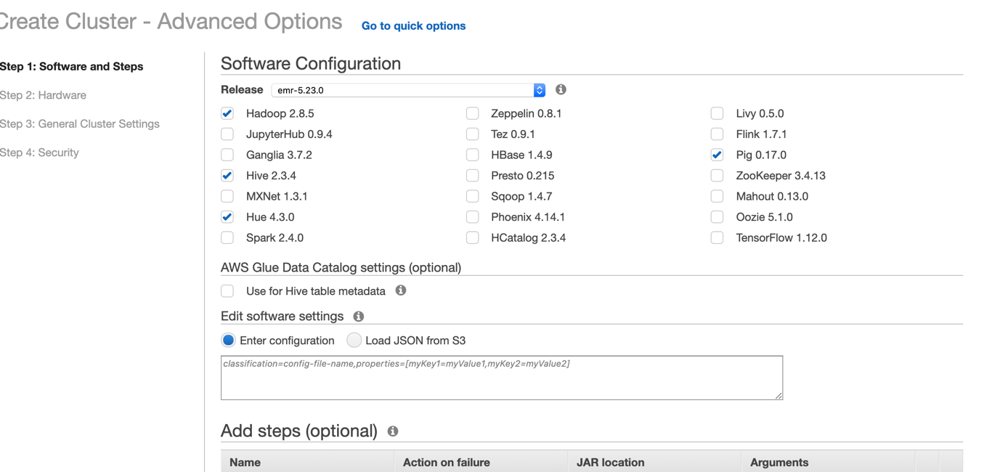 Create Cluster - Advanced Options Go to quick options
Step 1: Software and Steps
Step 2: Hardware
Step 3: General Cluster Settings
Step 4: Security
Software Configuration
Release emr-5.23.0
Hadoop 2.8.5 Zeppelin 0.8.1 Livy 0.5.0
JupyterHub 0.9.4 Tez 0.9.1 Flink 1.7.1
Ganglia 3.7.2 HBase 1.4.9 Pig 0.17.0
Hive 2.3.4 Presto 0.215 ZooKeeper 3.4.13
MXNet 1.3.1 Sqoop 1.4.7 Mahout 0.13.0
Hue 4.3.0 Phoenix 4.14.1 Oozie 5.1.0
Spark 2.4.0 HCatalog 2.3.4 TensorFlow 1.12.0
AWS Glue Data Catalog settings (optional)
Use for Hive table metadata
Edit software settings
Enter configuration Load JSON from S3
classification=config-file-name,properties=[myKey1=myValue1,myKey2=myValue2]
Add steps (optional)
Name Action on failure JAR location Arguments